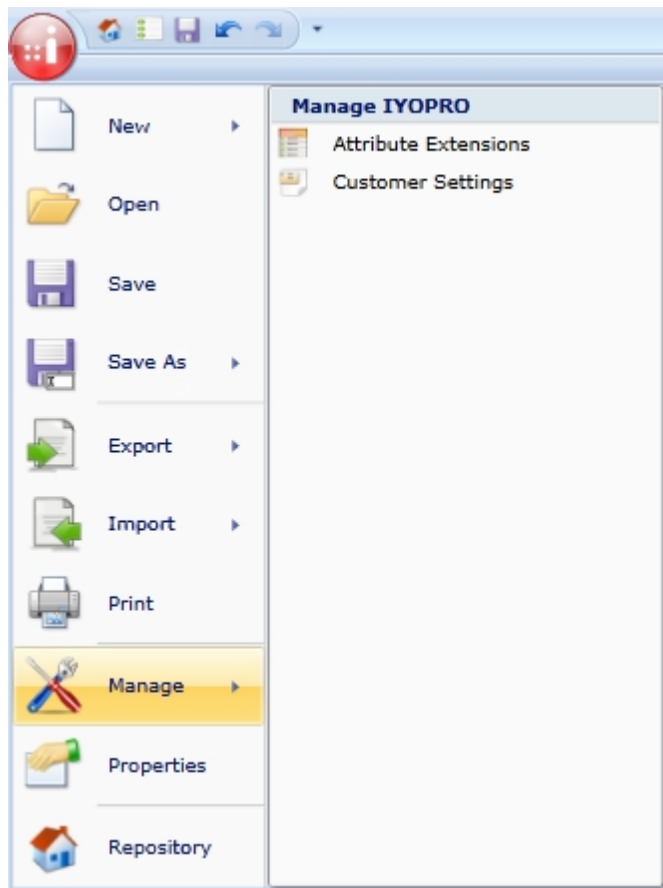 New
Open
Save
Save As
Export
Import
Print
Manage
Properties
Repository
Manage IYOPRO
Attribute Extensions
Customer Settings